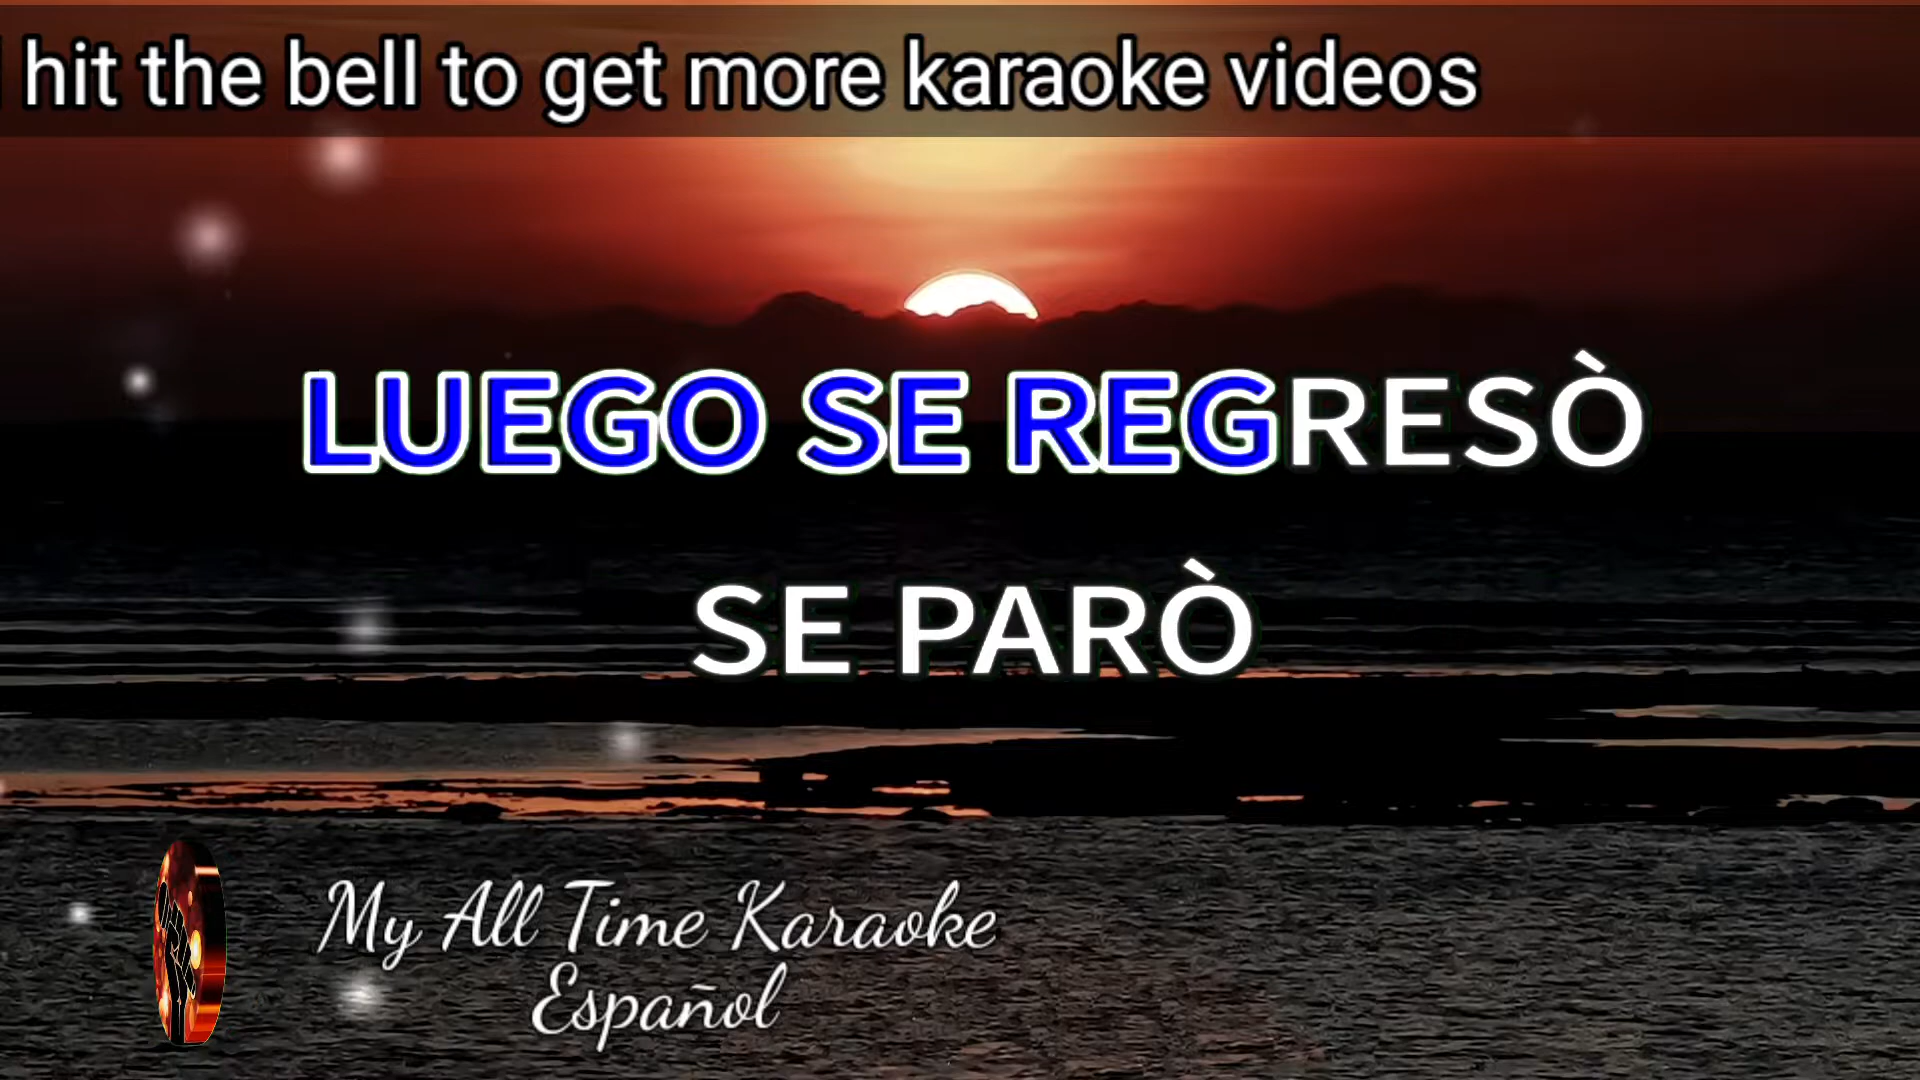 hit the bell to get more karaoke videos
LUEGO SE REGRESÒ
SE PARÒ
My All Time Karaoke
Español